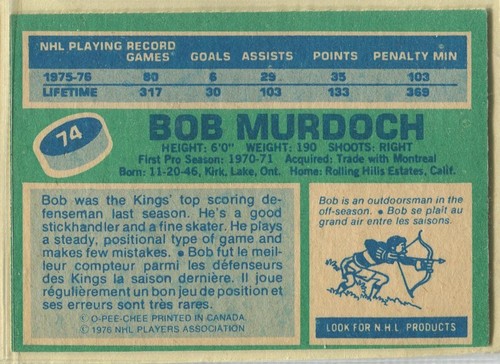 NHL PLAYING RECORD
GAMES GOALS ASSISTS POINTS PENALTY MIN
1975-76 80 6 29 35 103
LIFETIME 317 30 103 133 369
74
BOB MURDOCH
HEIGHT: 6'0" WEIGHT: 190 SHOOTS: RIGHT
First Pro Season: 1970-71 Acquired: Trade with Montreal
Born: 11-20-46, Kirk, Lake, Ont. Home: Rolling Hills Estates, Calif.
Bob was the Kings' top scoring de-
fenseman last season. He's a good
stickhandler and a fine skater. He plays
a steady, positional type of game and
makes few mistakes. • Bob fut le meil-
leur compteur parmi les défenseurs
des Kings la saison dernière. Il joue
régulièrement un bon jeu de position et
ses erreurs sont très rares.
© O-PEE-CHEE PRINTED IN CANADA
© 1976 NHL PLAYERS ASSOCIATION
Bob is an outdoorsman in the
off-season. • Bob se plait au
grand air entre les saisons.
LOOK FOR N.H.L. PRODUCTS